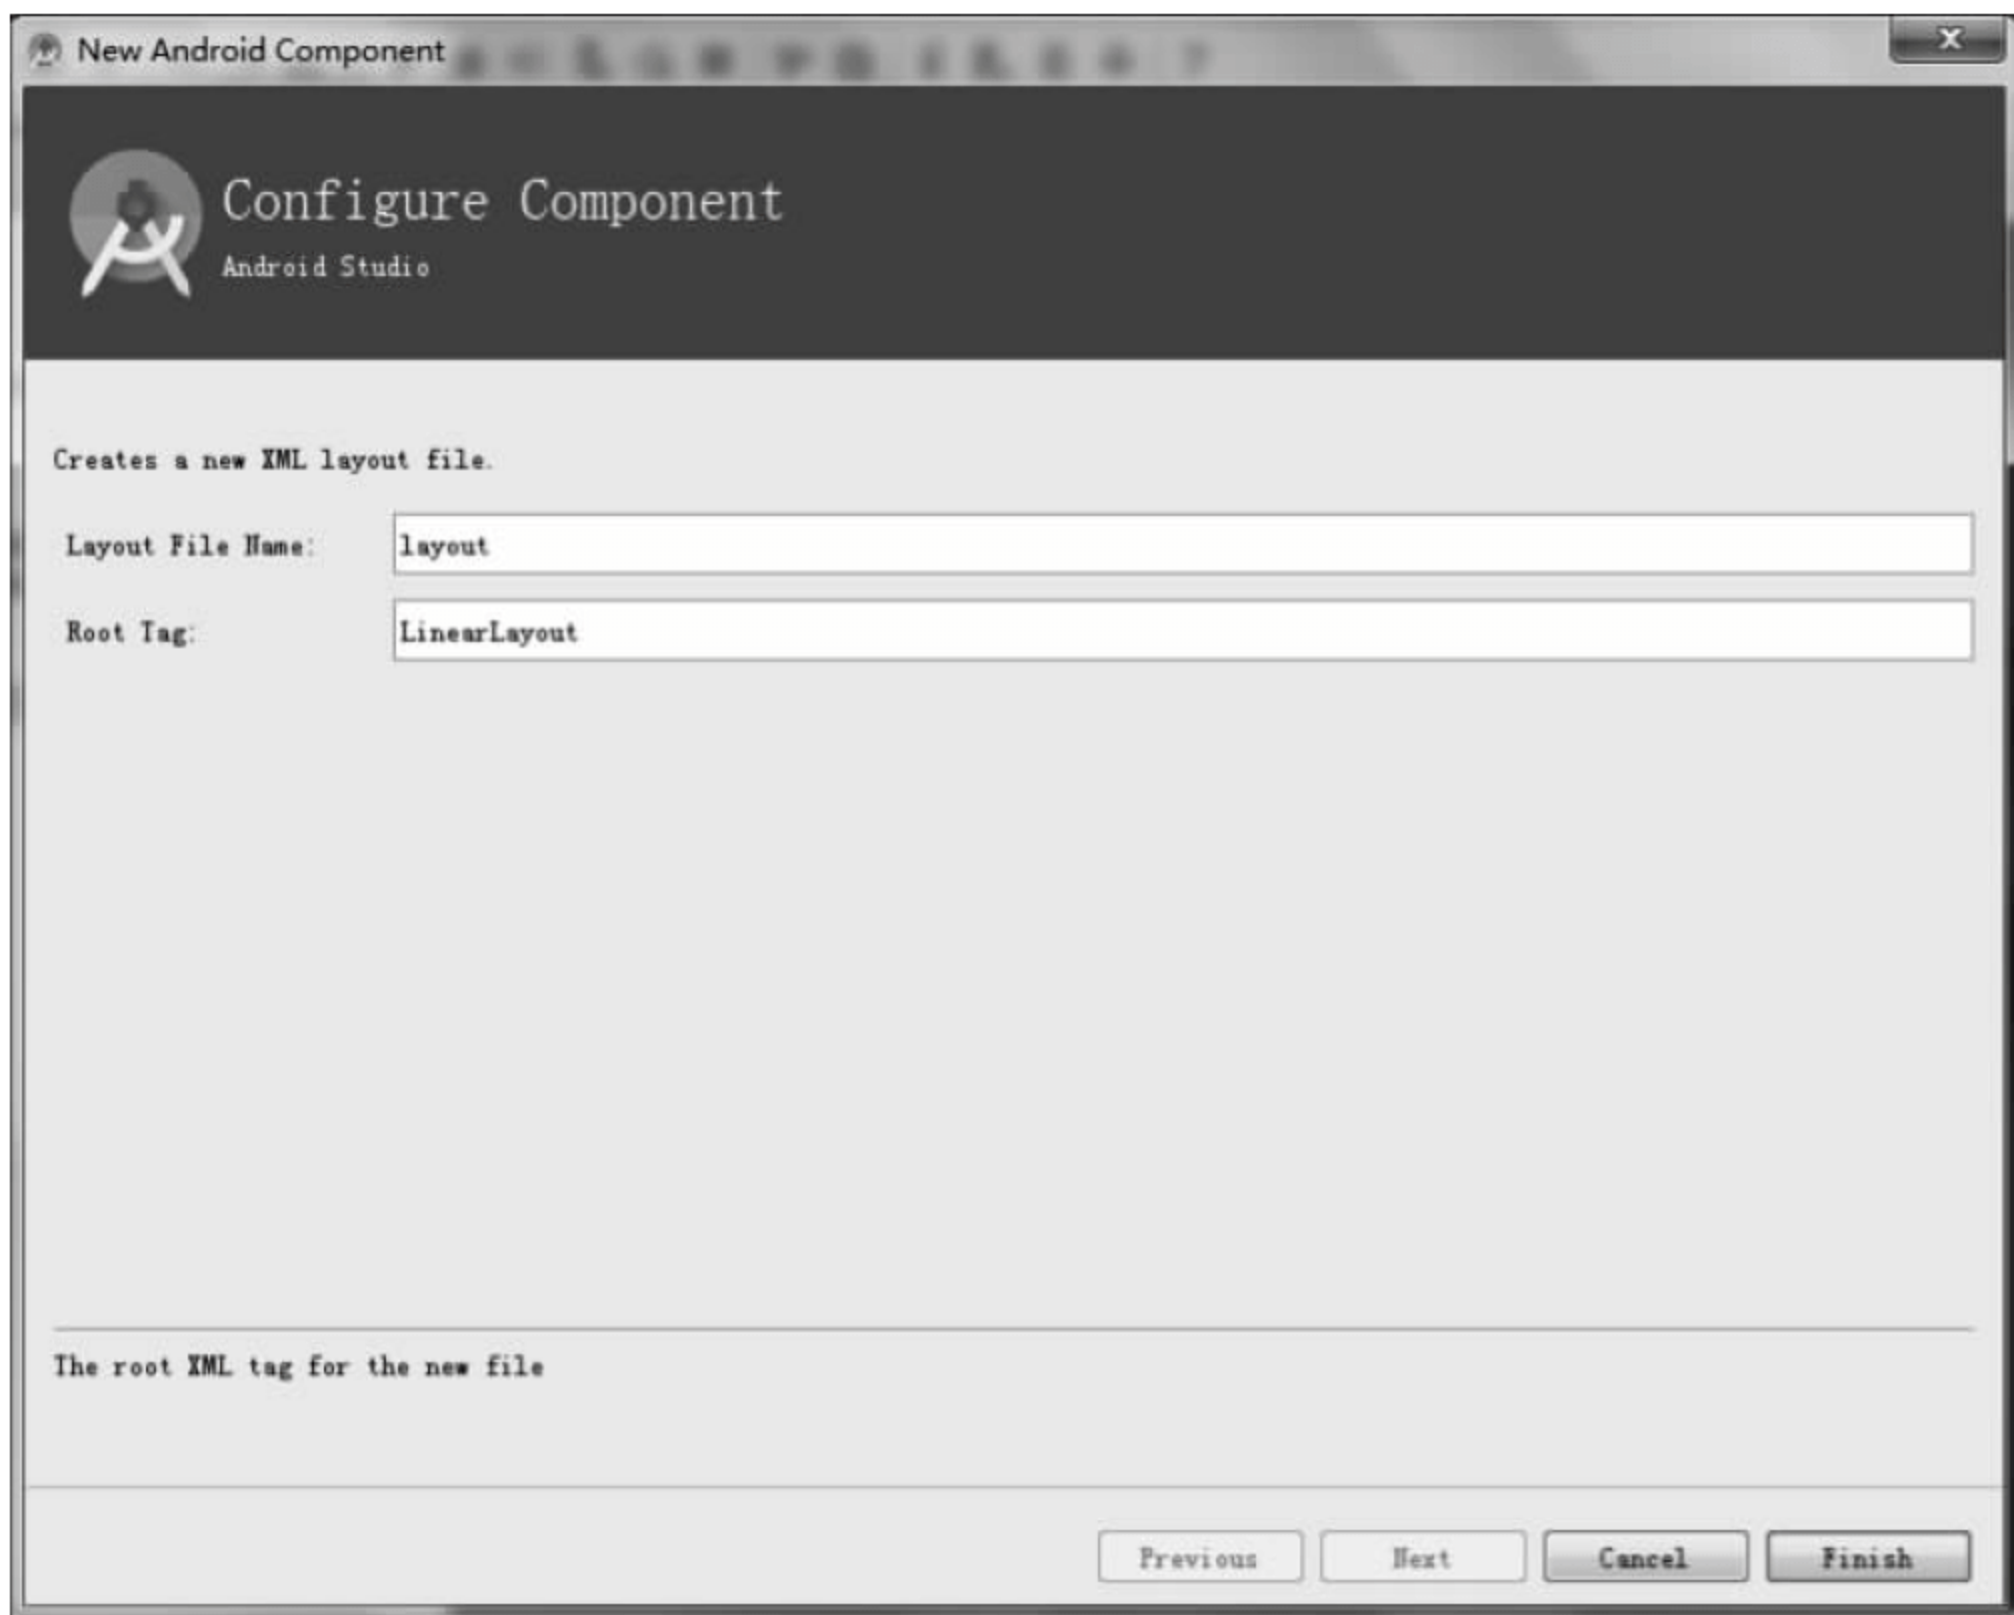 New Android Component
Configure Component
Android Studio
Creates a new XML layout file.
Layout File Name: layout
Root Tag: LinearLayout
The root XML tag for the new file
Previous Next Cancel Finish